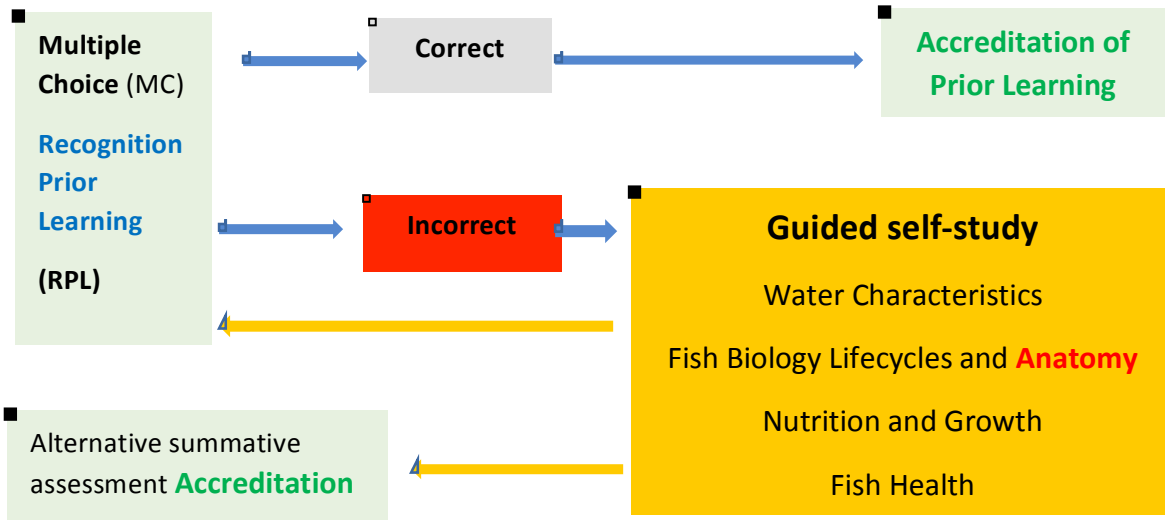 Multiple
Choice (MC)
Recognition
Prior
Learning
(RPL)
Correct
Accreditation of
Prior Learning
Incorrect
Guided self-study
Water Characteristics
Fish Biology Lifecycles and Anatomy
Nutrition and Growth
Fish Health
Alternative summative
assessment Accreditation